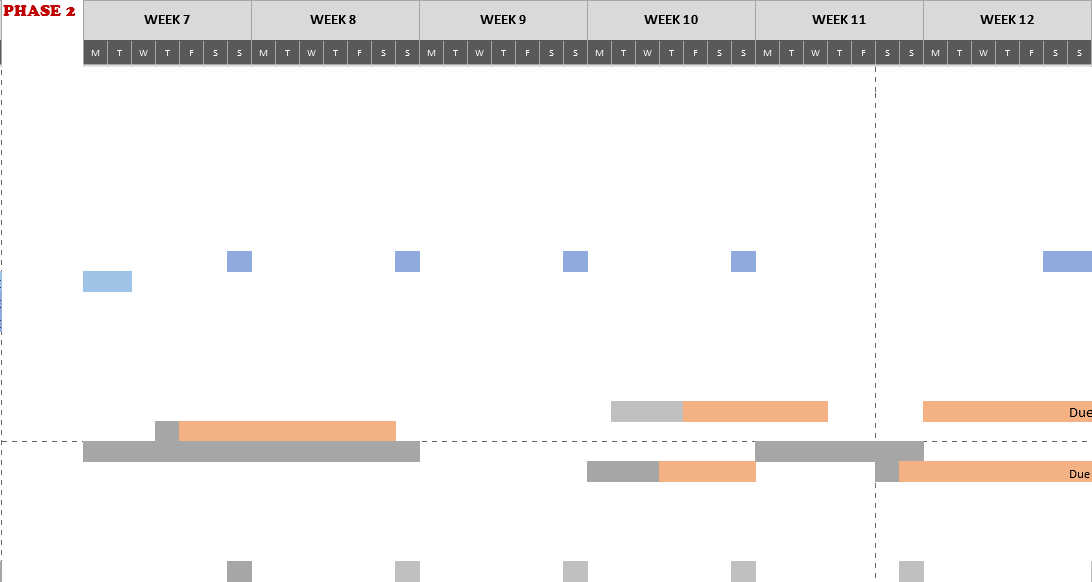 PHASE 2
WEEK 7 WEEK 8 WEEK 9 WEEK 10 WEEK 11 WEEK 12
M T W T F S S M T W T F S S M T W T F S S M T W T F S S M T W T F S S M T W T F S S
Due
Due